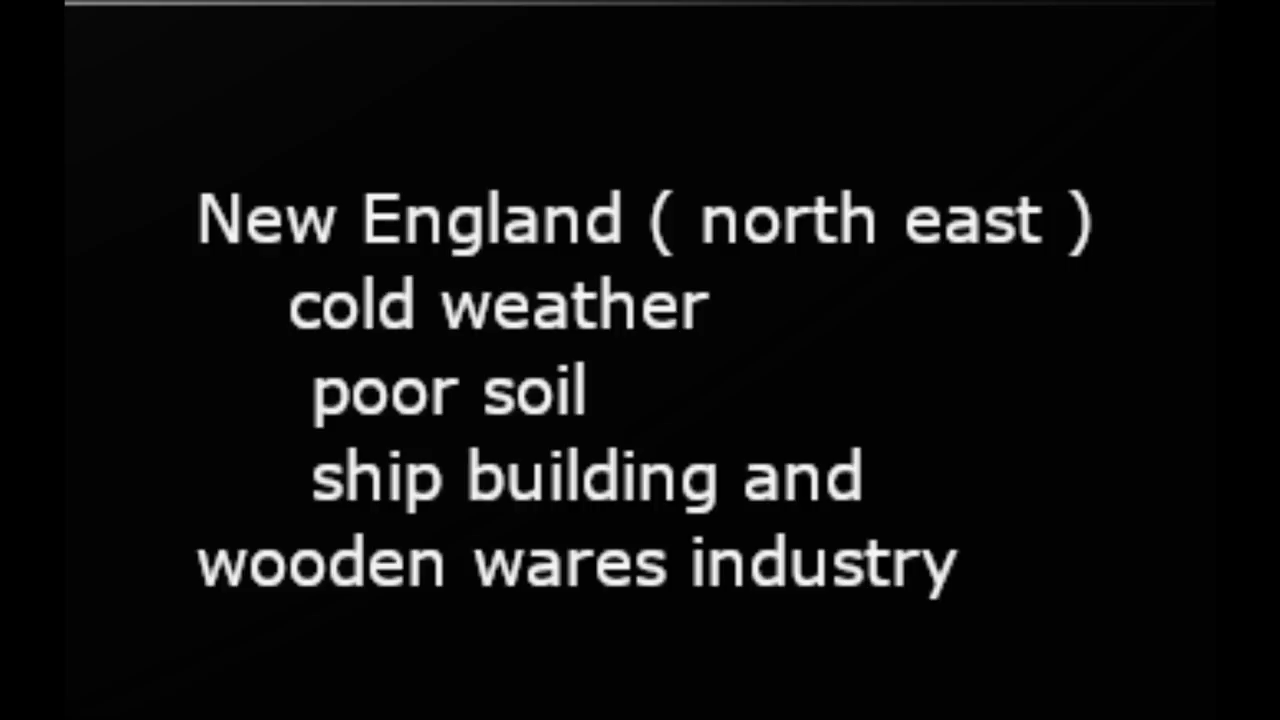 New England ( north east )
cold weather
poor soil
ship building and
wooden wares industry